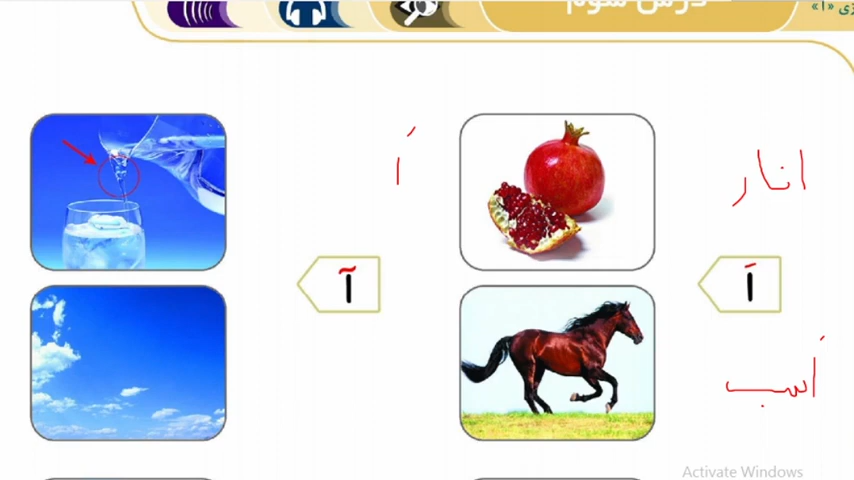 درس سوم
«آ»
اَ
انار
اَ
آ
اَسب
Activate Windows